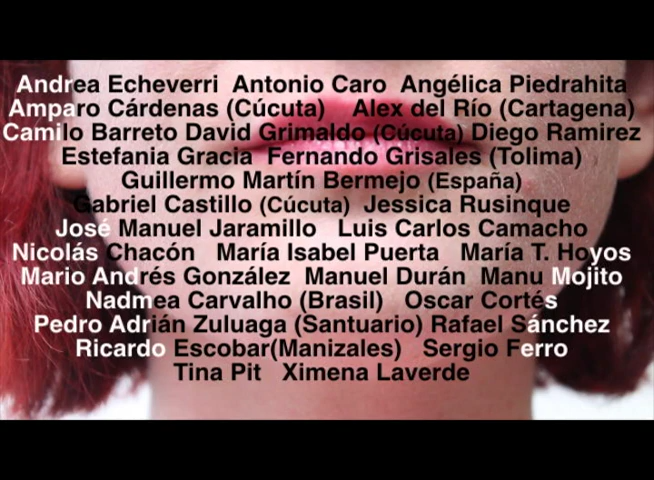 Andrea Echeverri Antonio Caro Angélica Piedrahita
Amparo Cárdenas (Cúcuta) Alex del Río (Cartagena)
Camilo Barreto David Grimaldo (Cúcuta) Diego Ramirez
Estefania Gracia Fernando Grisales (Tolima)
Guillermo Martín Bermejo (España)
Gabriel Castillo (Cúcuta) Jessica Rusinque
José Manuel Jaramillo Luis Carlos Camacho
Nicolás Chacón María Isabel Puerta María T. Hoyos
Mario Andrés González Manuel Durán Manu Mojito
Nadmea Carvalho (Brasil) Oscar Cortés
Pedro Adrián Zuluaga (Santuario) Rafael Sánchez
Ricardo Escobar(Manizales) Sergio Ferro
Tina Pit Ximena Laverde